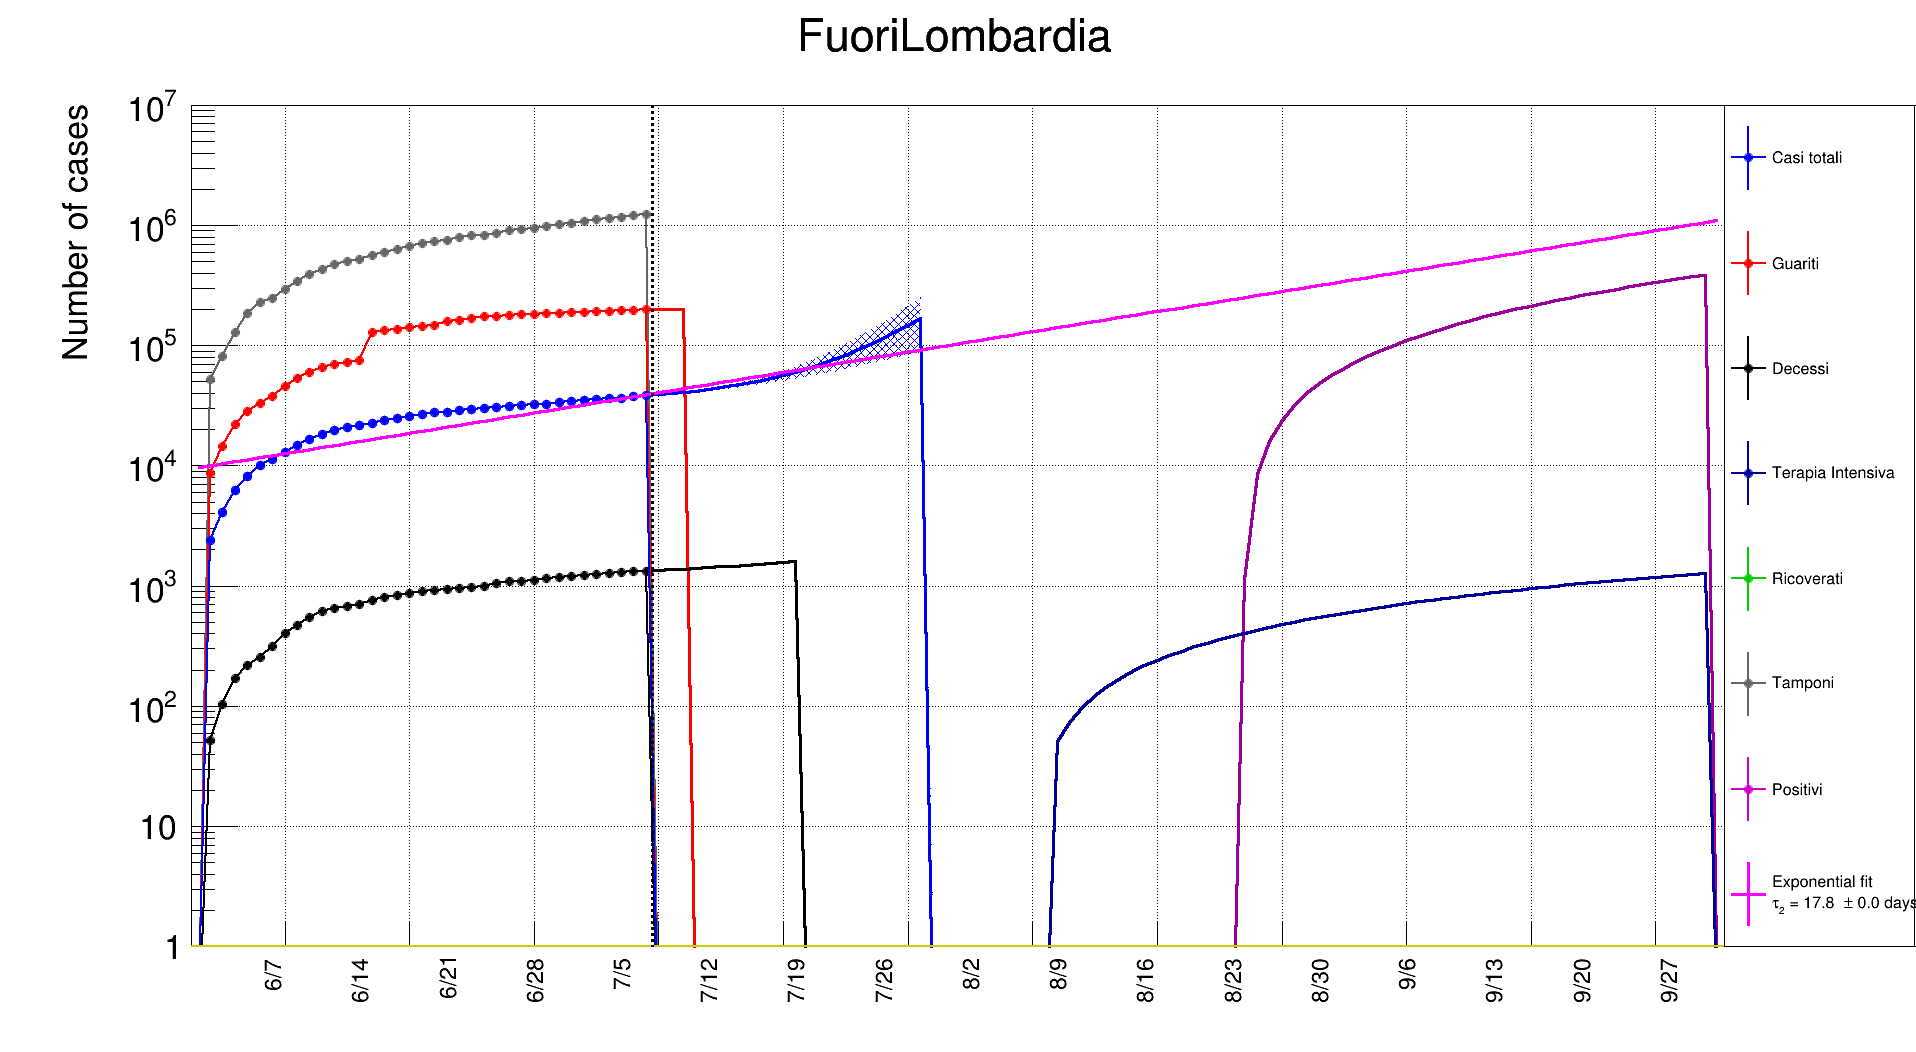 FuoriLombardia
Number of cases
10^7
10^6
10^5
10^4
10^3
10^2
10
1
6/7
6/14
6/21
6/28
7/5
7/12
7/19
7/26
8/2
8/9
8/16
8/23
8/30
9/6
9/13
9/20
9/27
Casi totali
Guariti
Decessi
Terapia Intensiva
Ricoverati
Tamponi
Positivi
Exponential fit
τ₂ = 17.8 ± 0.0 days